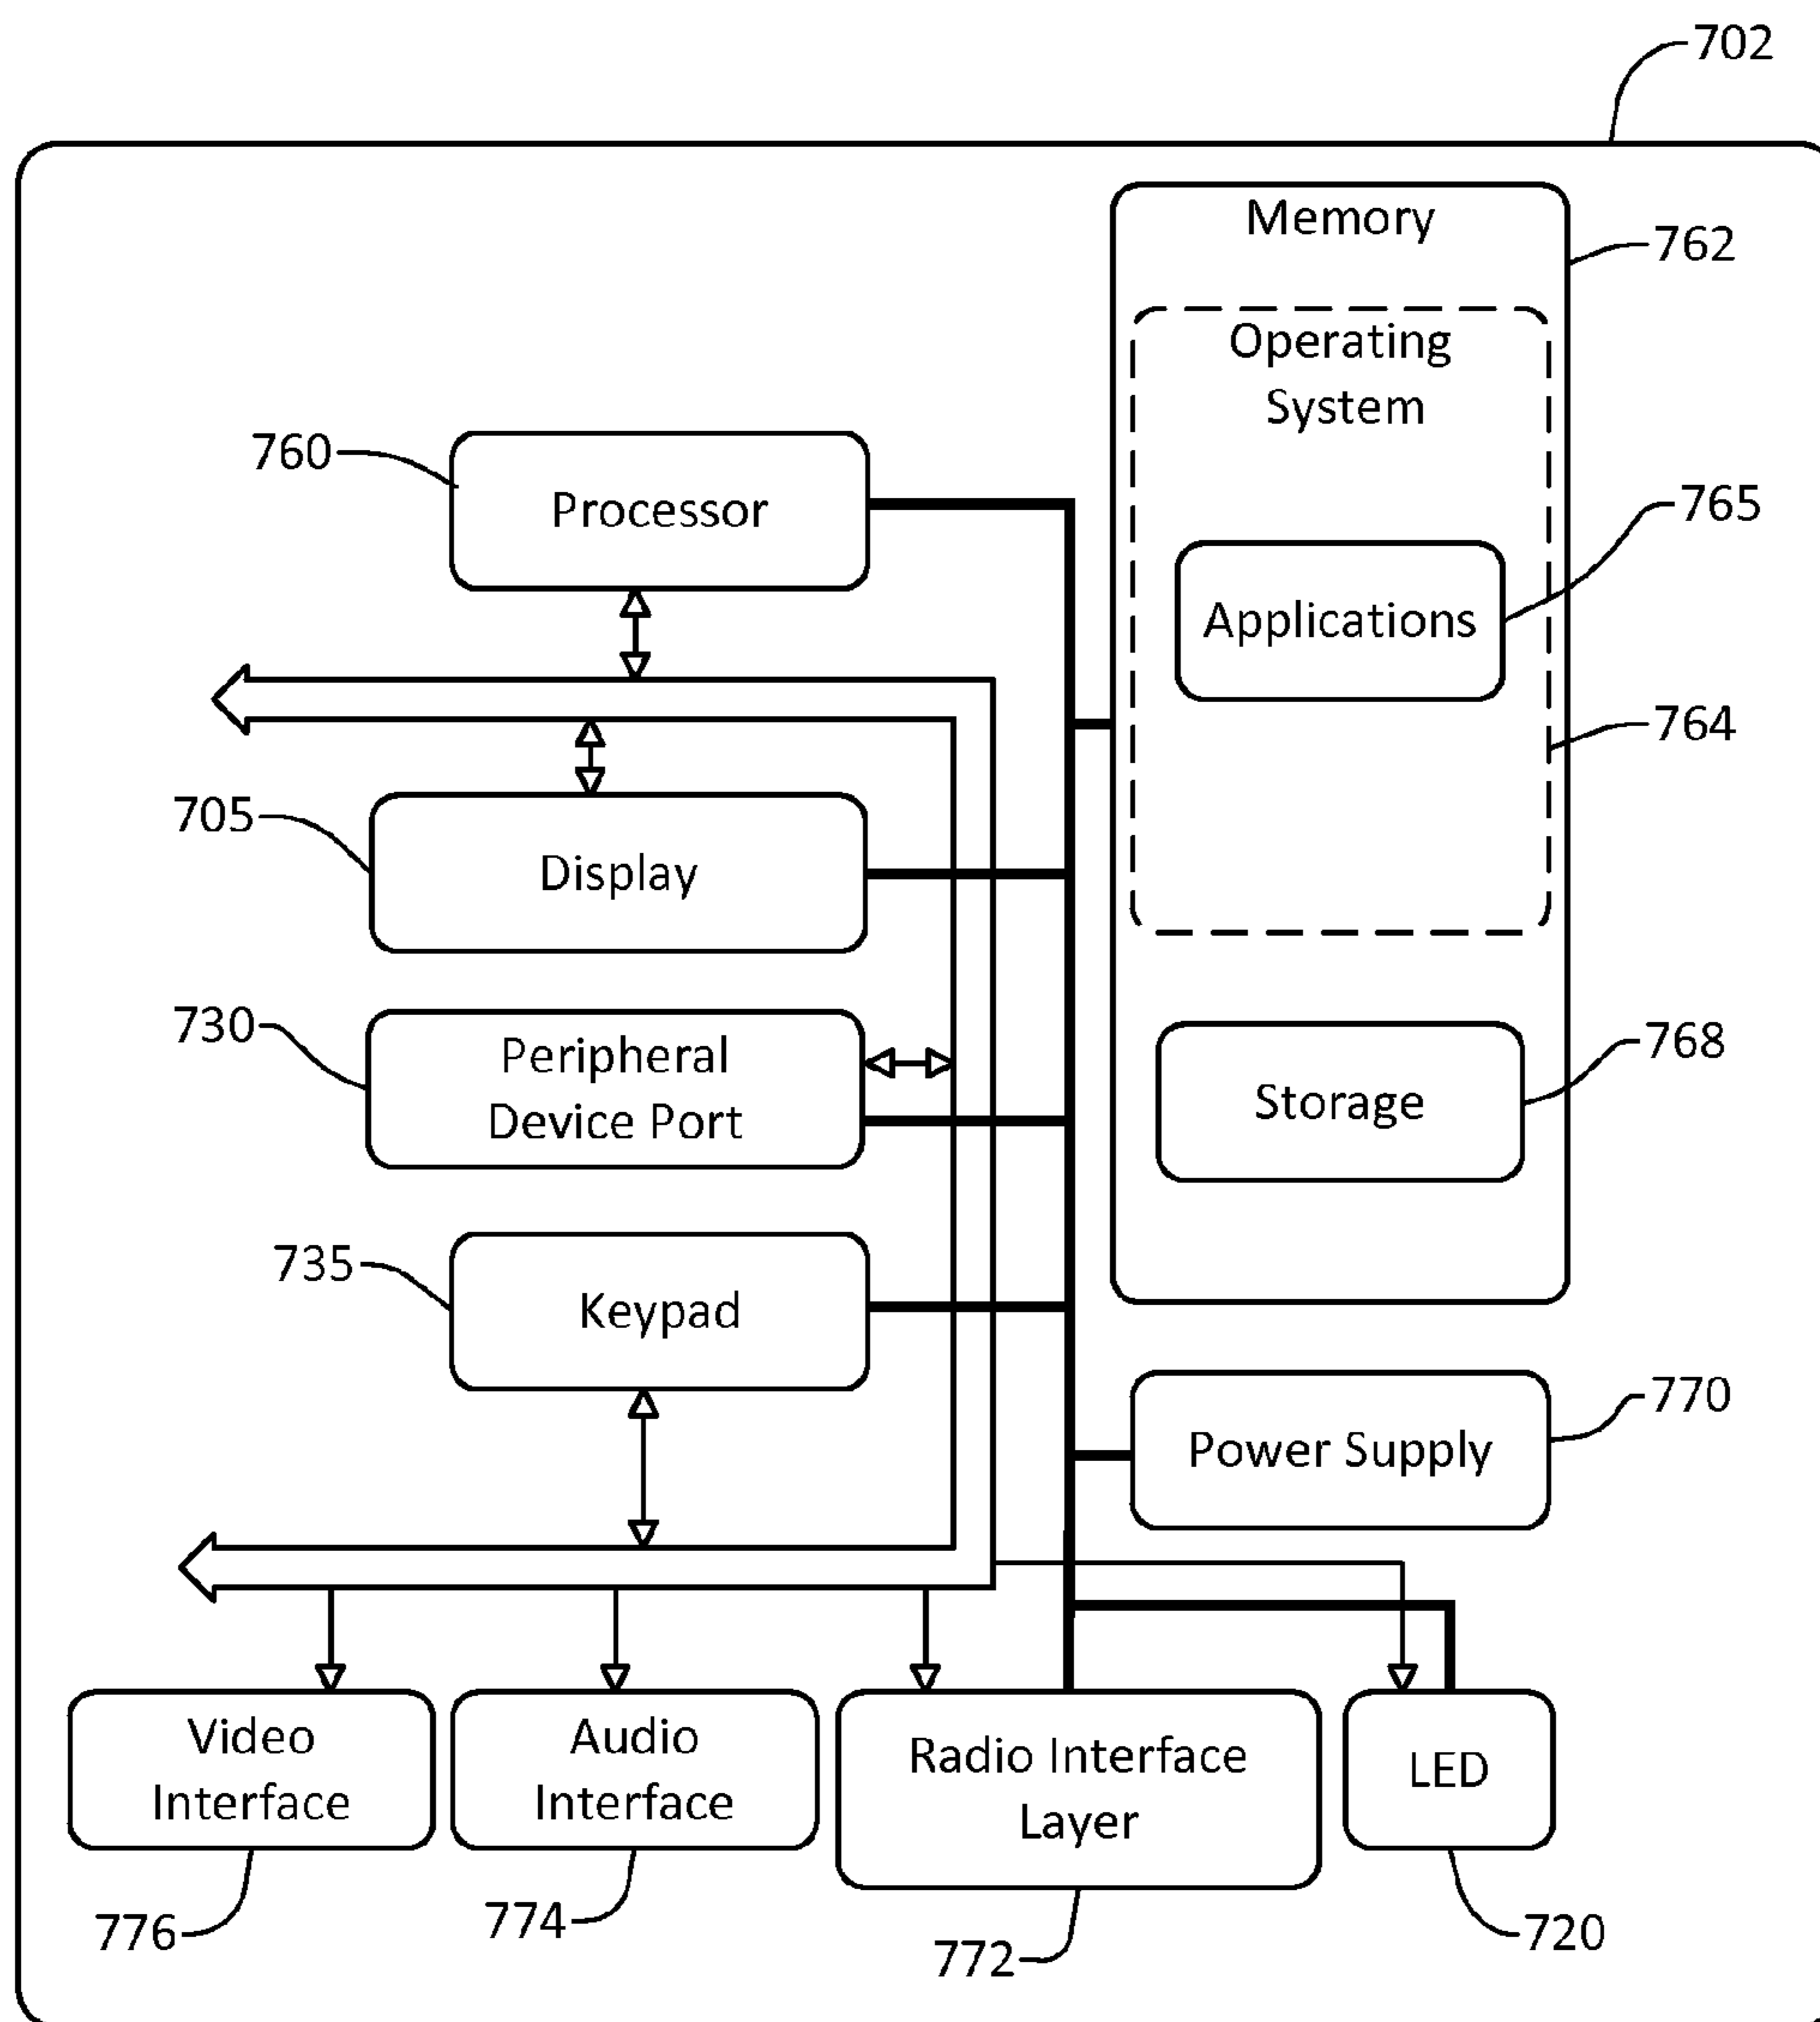 702
Memory
762
Operating
System
760
765
Processor
Applications
764
705
Display
730
Peripheral
Device Port
768
Storage
735
Keypad
770
Power Supply
Video
Interface
Audio
Interface
Radio Interface
Layer
LED
776
774
772
720